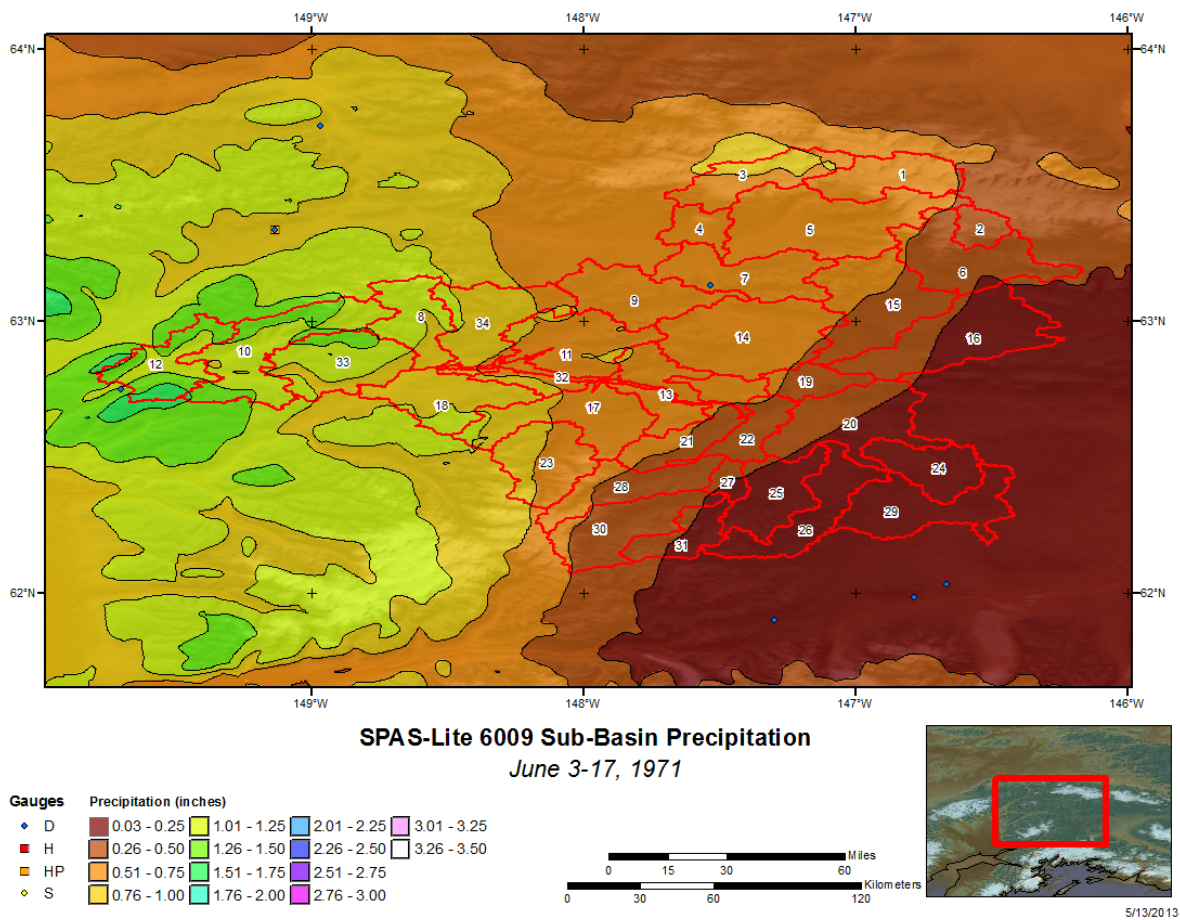 149°W 148°W 147°W 146°W
64°N 64°N
3 1
4 5 2
7 6
9 15
63°N 8 34 14 16 63°N
12 10 33 11
32 19
18 17 13 20
21 22
23 24
28 27 25
30 26 29
31
62°N 62°N
149°W 148°W 147°W 146°W
SPAS-Lite 6009 Sub-Basin Precipitation
June 3-17, 1971
Gauges
D
H
HP
S
Precipitation (inches)
0.03 - 0.25 1.01 - 1.25 2.01 - 2.25 3.01 - 3.25
0.26 - 0.50 1.26 - 1.50 2.26 - 2.50 3.26 - 3.50
0.51 - 0.75 1.51 - 1.75 2.51 - 2.75
0.76 - 1.00 1.76 - 2.00 2.76 - 3.00
Miles
0 15 30 60
Kilometers
0 30 60 120
5/13/2013